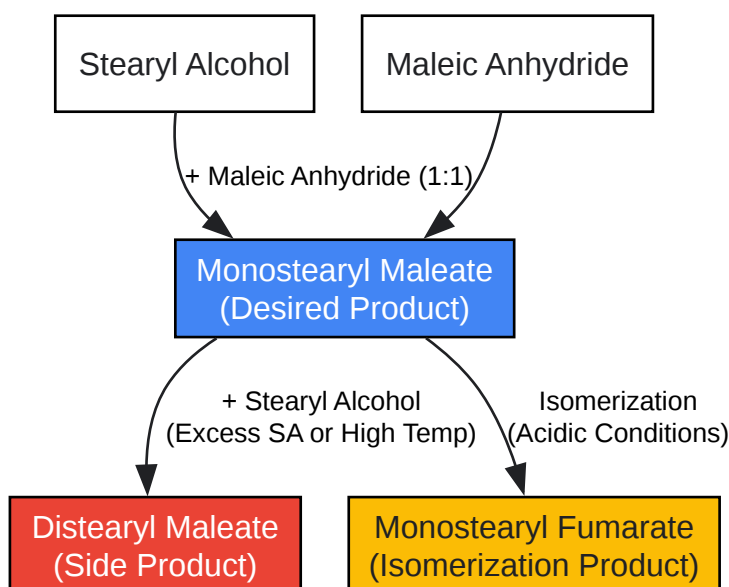 Stearyl Alcohol
Maleic Anhydride
+ Maleic Anhydride (1:1)
Monostearyl Maleate
(Desired Product)
+ Stearyl Alcohol
(Excess SA or High Temp)
Isomerization
(Acidic Conditions)
Distearyl Maleate
(Side Product)
Monostearyl Fumarate
(Isomerization Product)